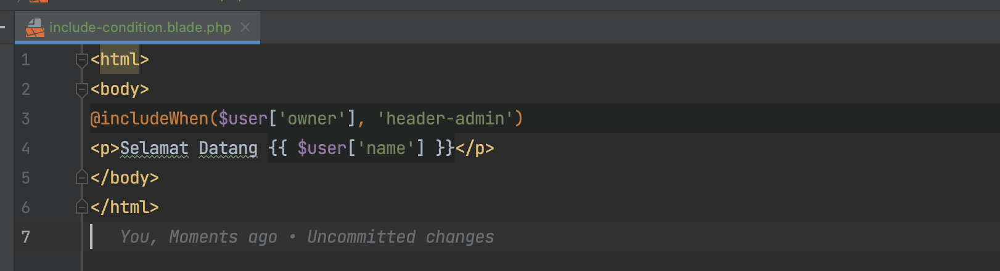 include-condition.blade.php
1 <html>
2 <body>
3 @includeWhen($user['owner'], 'header-admin')
4 <p>Selamat Datang {{ $user['name'] }}</p>
5 </body>
6 </html>
7 You, Moments ago • Uncommitted changes